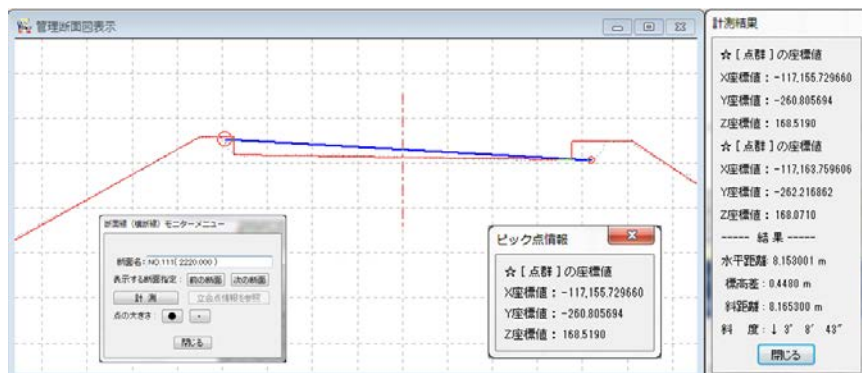 管理断面図表示
断面線（横断線）モニターメニュー
断面名: NO.111( 2220.000 )
表示する断面指定： 前の断面 次の断面
計 測 立会点情報を参照
点の大きさ： ● ・
閉じる
ピック点情報
☆ [ 点群 ] の座標値
X座標値： -117,155.729660
Y座標値： -260.805694
Z座標値： 168.5190
計測結果
☆ [ 点群 ] の座標値
X座標値： -117,155.729660
Y座標値： -260.805694
Z座標値： 168.5190
☆ [ 点群 ] の座標値
X座標値： -117,163.759606
Y座標値： -262.216862
Z座標値： 168.0710
----- 結 果 -----
水平距離: 8.153001 m
標高差: 0.4480 m
斜距離: 8.165300 m
斜 度: ↓ 3° 8′ 43″
閉じる